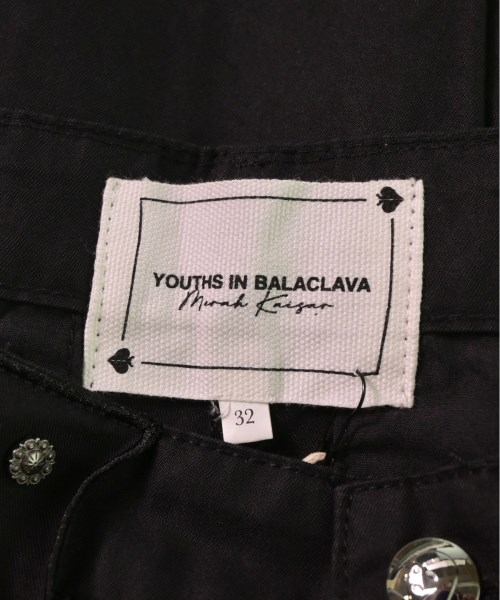 YOUTHS IN BALACLAVA
Mirah Kaizar
32